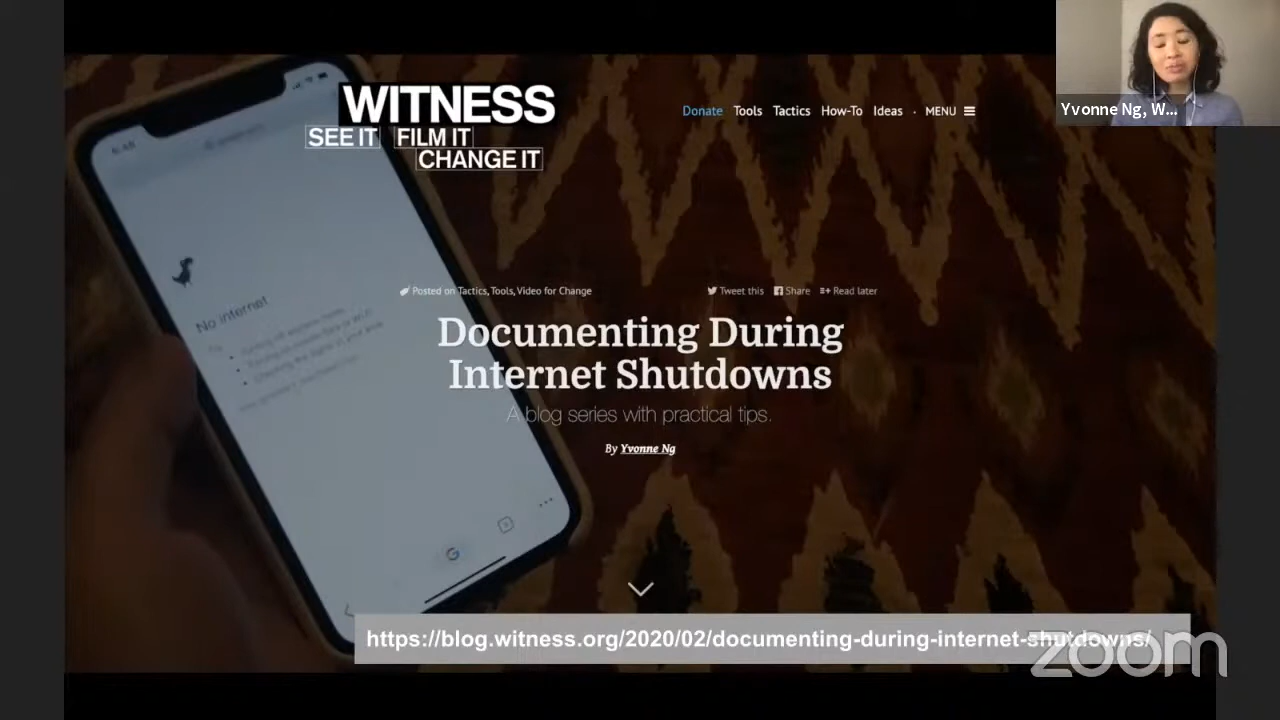 WITNESS
SEE IT FILM IT
CHANGE IT
Donate Tools Tactics How-To Ideas · MENU
Yvonne Ng, W...
No internet
Posted on Tactics, Tools, Video for Change
Tweet this Share Read later
Documenting During
Internet Shutdowns
A blog series with practical tips.
By Yvonne Ng
https://blog.witness.org/2020/02/documenting-during-internet-shutdowns/
zoom